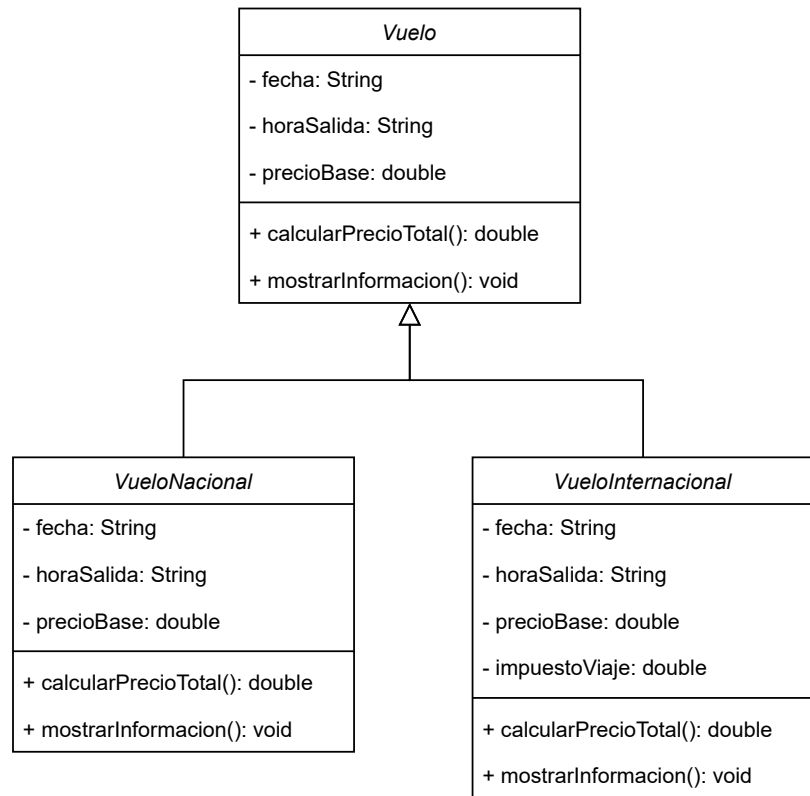 Vuelo
- fecha: String
- horaSalida: String
- precioBase: double
+ calcularPrecioTotal(): double
+ mostrarInformacion(): void
VueloNacional
- fecha: String
- horaSalida: String
- precioBase: double
+ calcularPrecioTotal(): double
+ mostrarInformacion(): void
VueloInternacional
- fecha: String
- horaSalida: String
- precioBase: double
- impuestoViaje: double
+ calcularPrecioTotal(): double
+ mostrarInformacion(): void